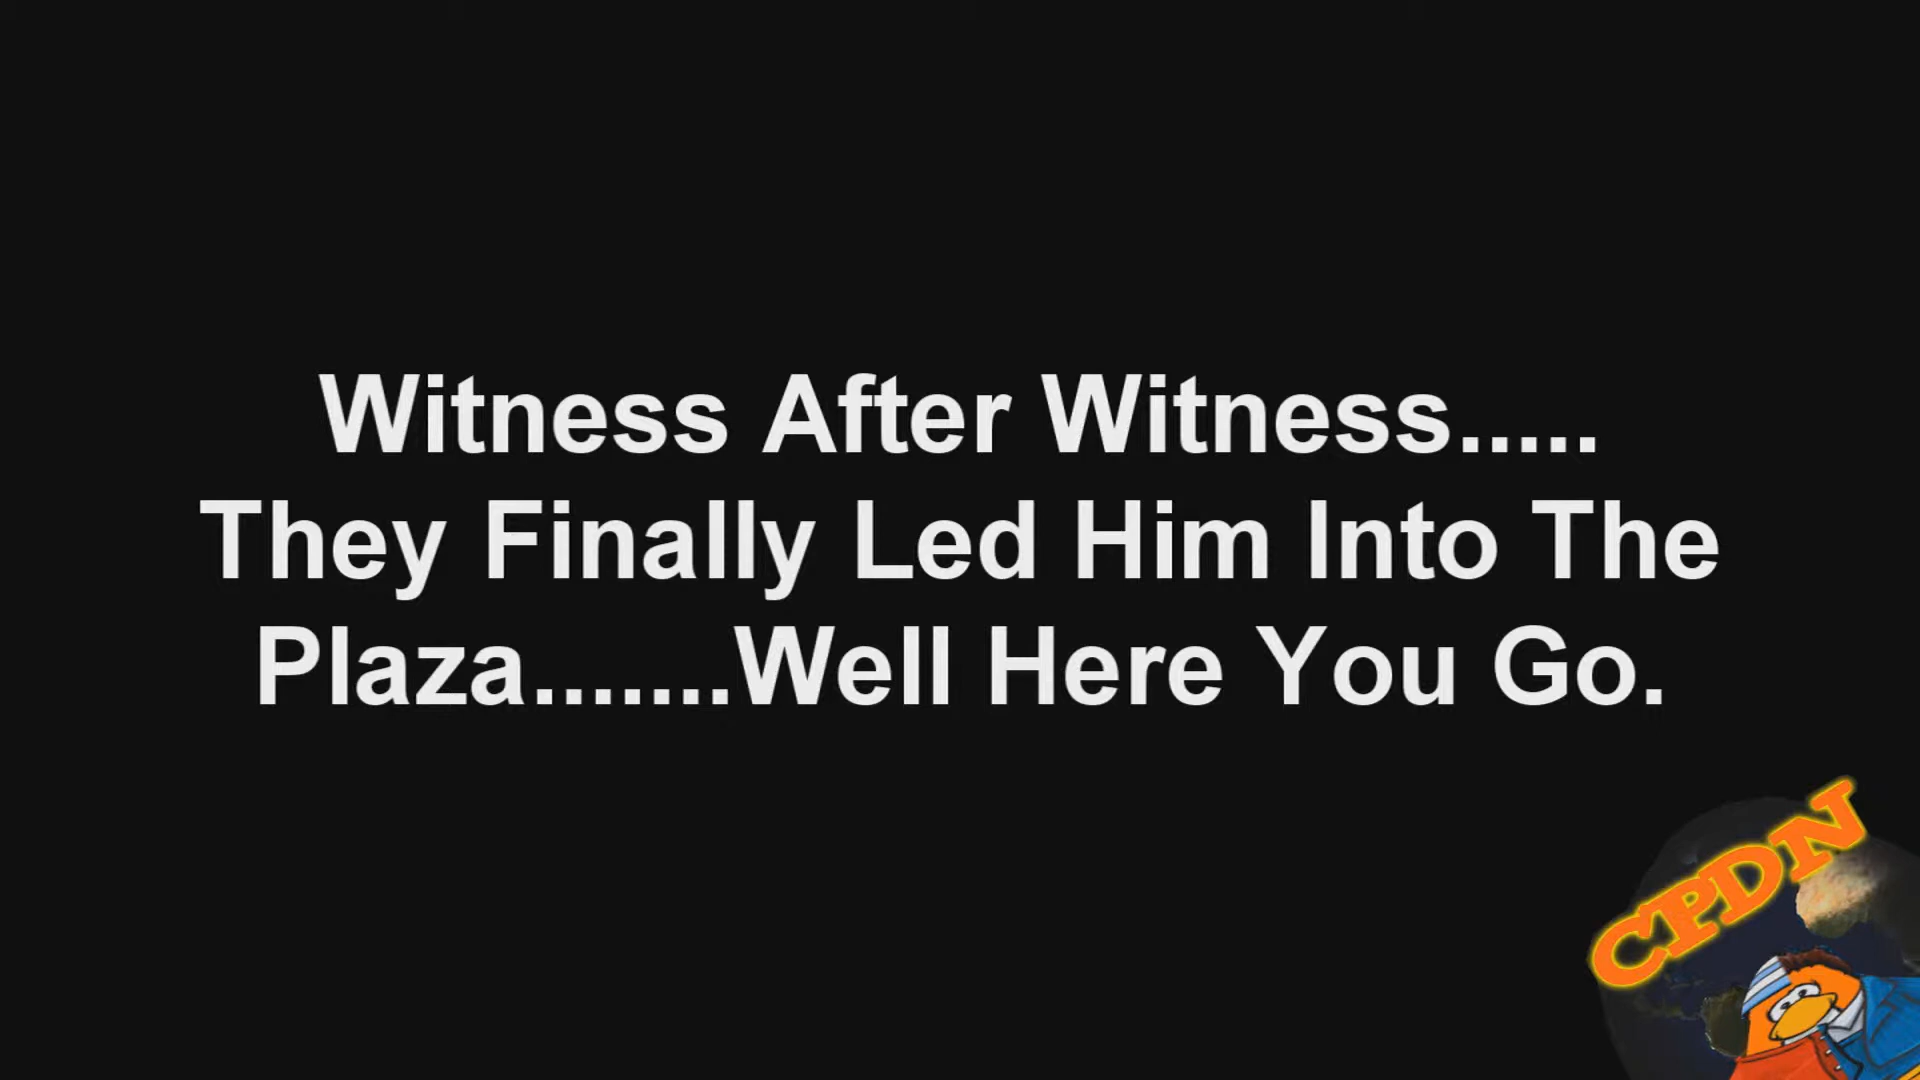 Witness After Witness.....
They Finally Led Him Into The
Plaza.......Well Here You Go.
CPDN